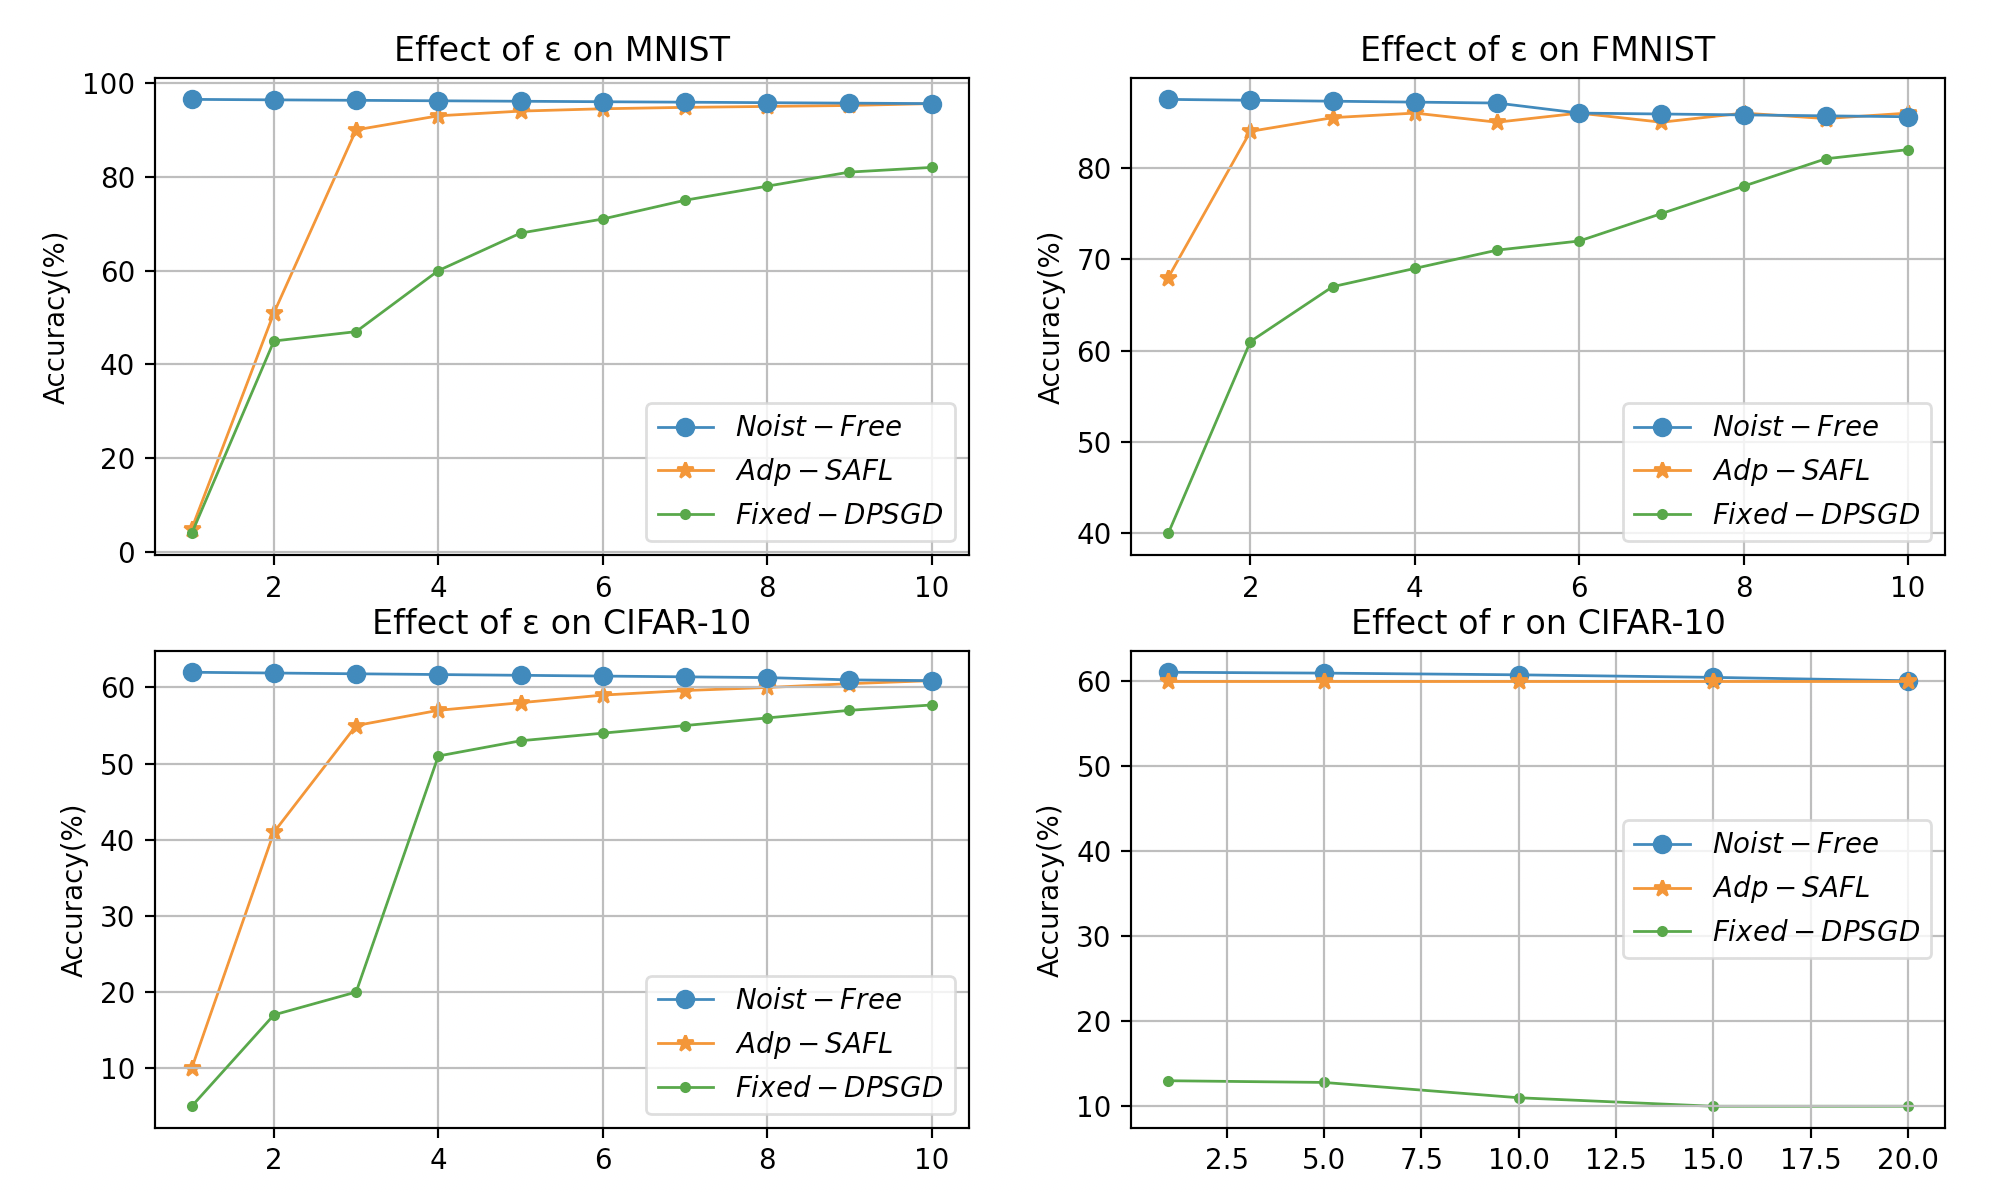 Effect of ε on MNIST
Accuracy(%)
100
80
60
40
20
0
2 4 6 8 10
Noist − Free
Adp − SAFL
Fixed − DPSGD
Effect of ε on FMNIST
Accuracy(%)
80
70
60
50
40
2 4 6 8 10
Noist − Free
Adp − SAFL
Fixed − DPSGD
Effect of ε on CIFAR-10
Accuracy(%)
60
50
40
30
20
10
2 4 6 8 10
Noist − Free
Adp − SAFL
Fixed − DPSGD
Effect of r on CIFAR-10
Accuracy(%)
60
50
40
30
20
10
2.5 5.0 7.5 10.0 12.5 15.0 17.5 20.0
Noist − Free
Adp − SAFL
Fixed − DPSGD